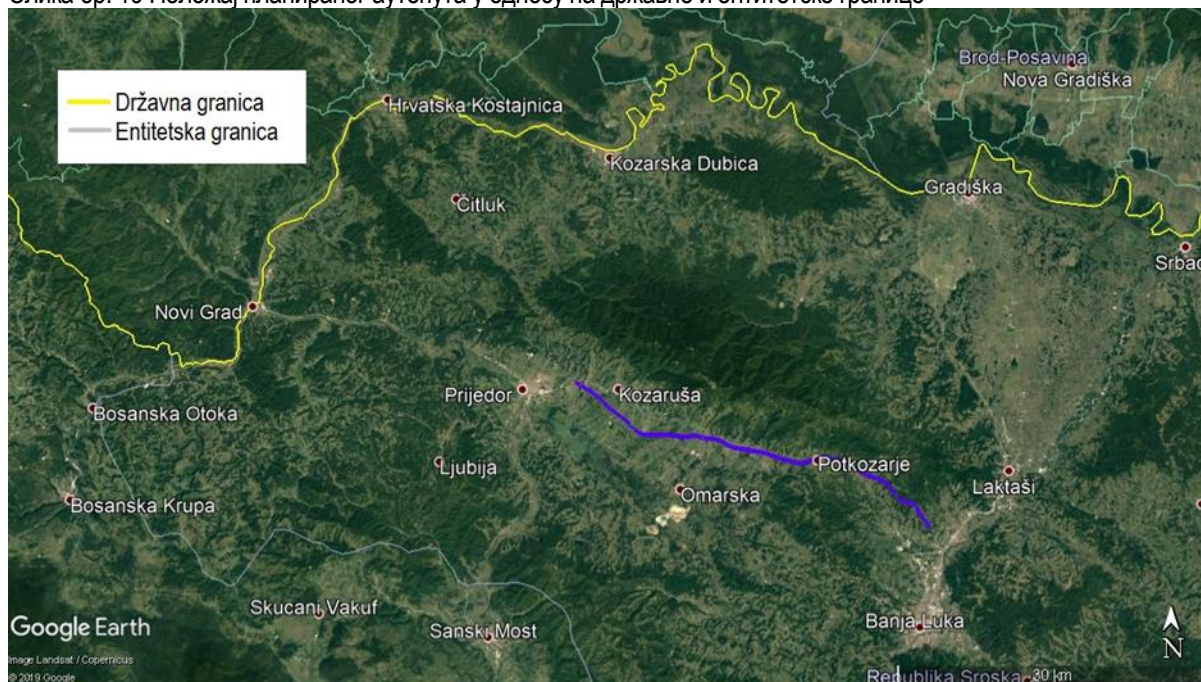 Državna granica
Entitetska granica
Brod-Posavina
Nova Gradiška
Hrvatska Kostajnica
Kozarska Dubica
Gradiška
Čitluk
Srbac
Novi Grad
Prijedor
Kozaruša
Bosanska Otoka
Ljubija
Potkozarje
Laktaši
Omarska
Bosanska Krupa
Skucani Vakuf
Sanski Most
Banja Luka
Google Earth
Image Landsat / Copernicus
© 2019 Google
N
Republika Srpska
30 km